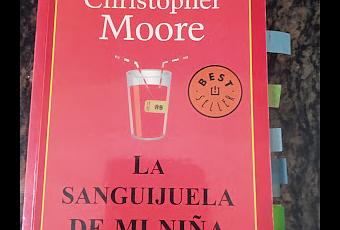 Christopher
Moore
BEST
SELLER
LA
SANGUIJUELA
DE MI NIÑA